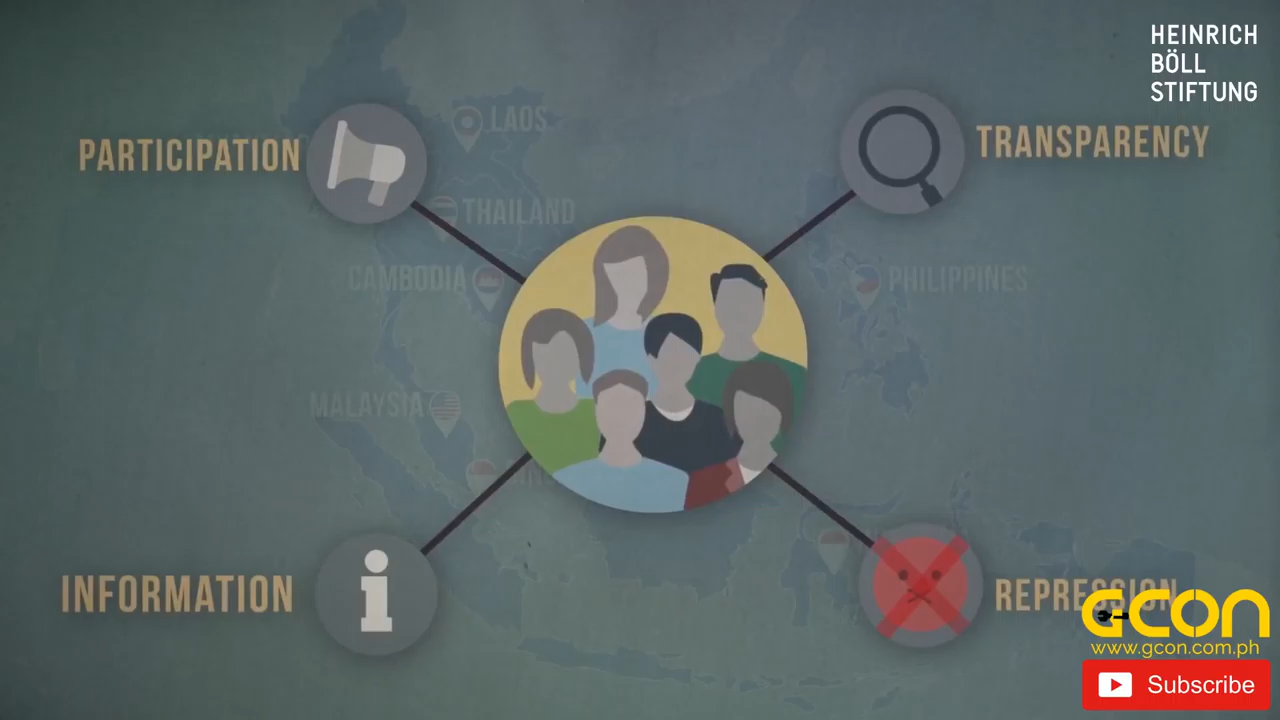 HEINRICH
BÖLL
STIFTUNG
PARTICIPATION
TRANSPARENCY
LAOS
THAILAND
CAMBODIA
PHILIPPINES
MALAYSIA
INFORMATION
REPRESSION
GCON
www.gcon.com.ph
Subscribe